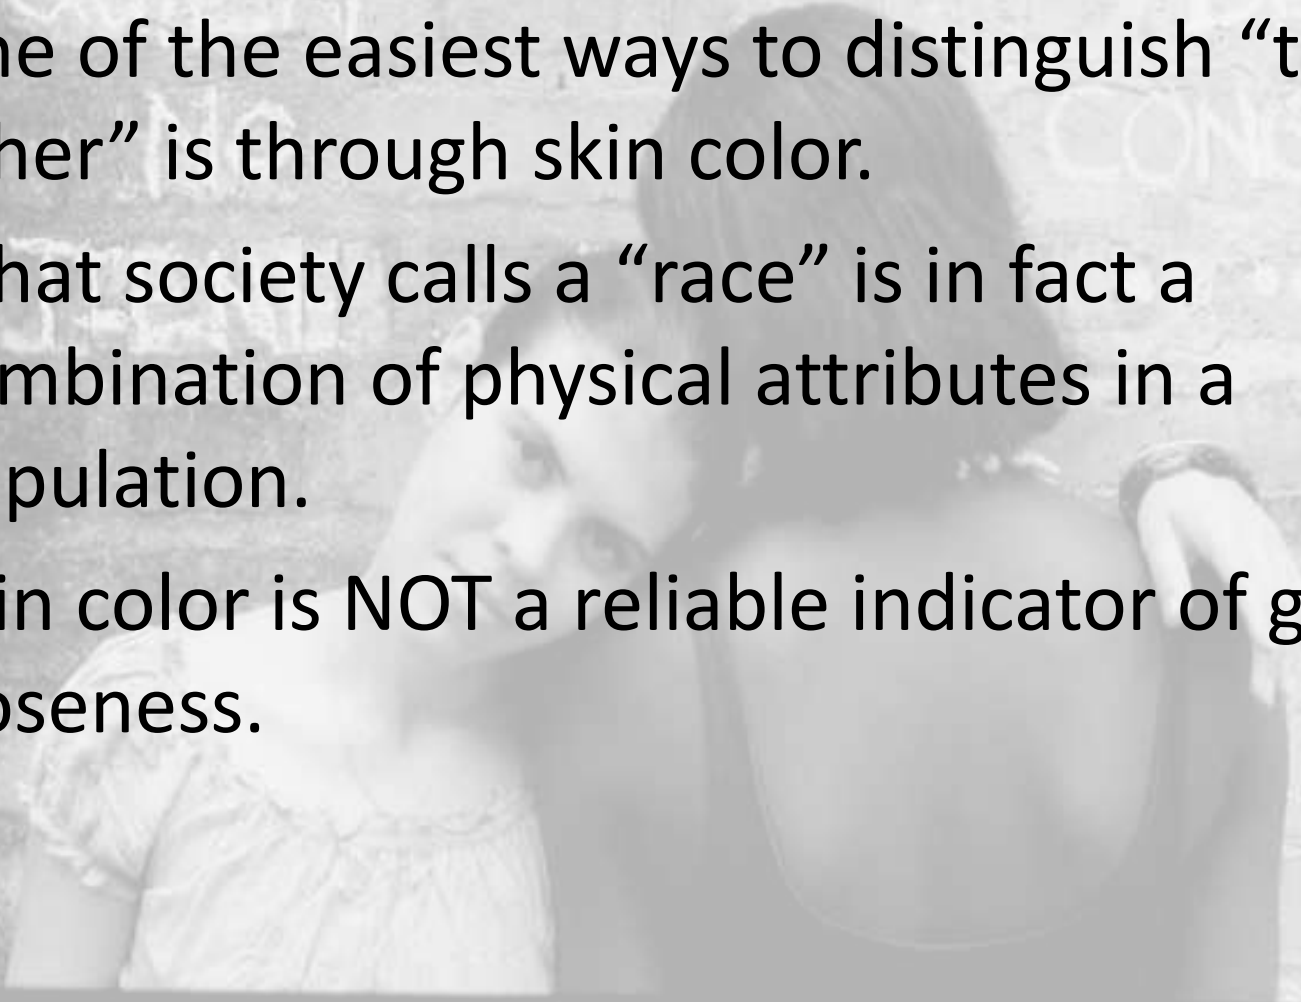 ne of the easiest ways to distinguish “t
her” is through skin color.
hat society calls a “race” is in fact a
mbination of physical attributes in a
pulation.
in color is NOT a reliable indicator of g
oseness.